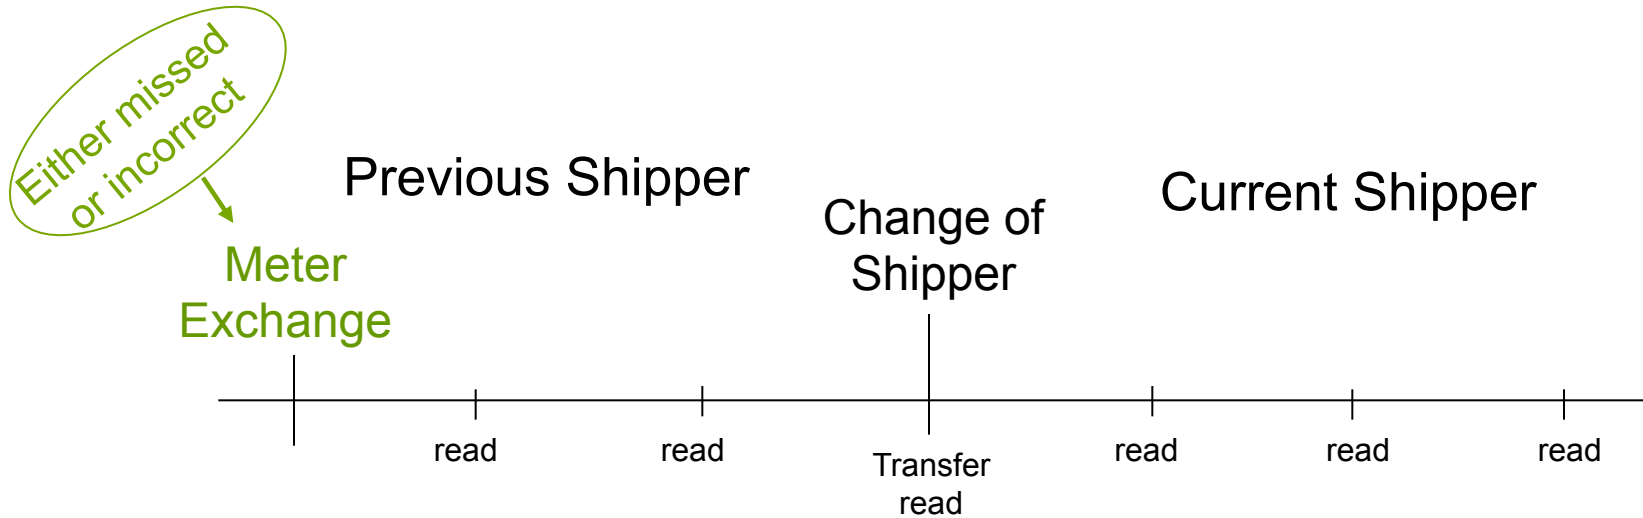 Either missed
or incorrect
Previous Shipper
Current Shipper
Change of
Shipper
Meter
Exchange
read
read
Transfer
read
read
read
read